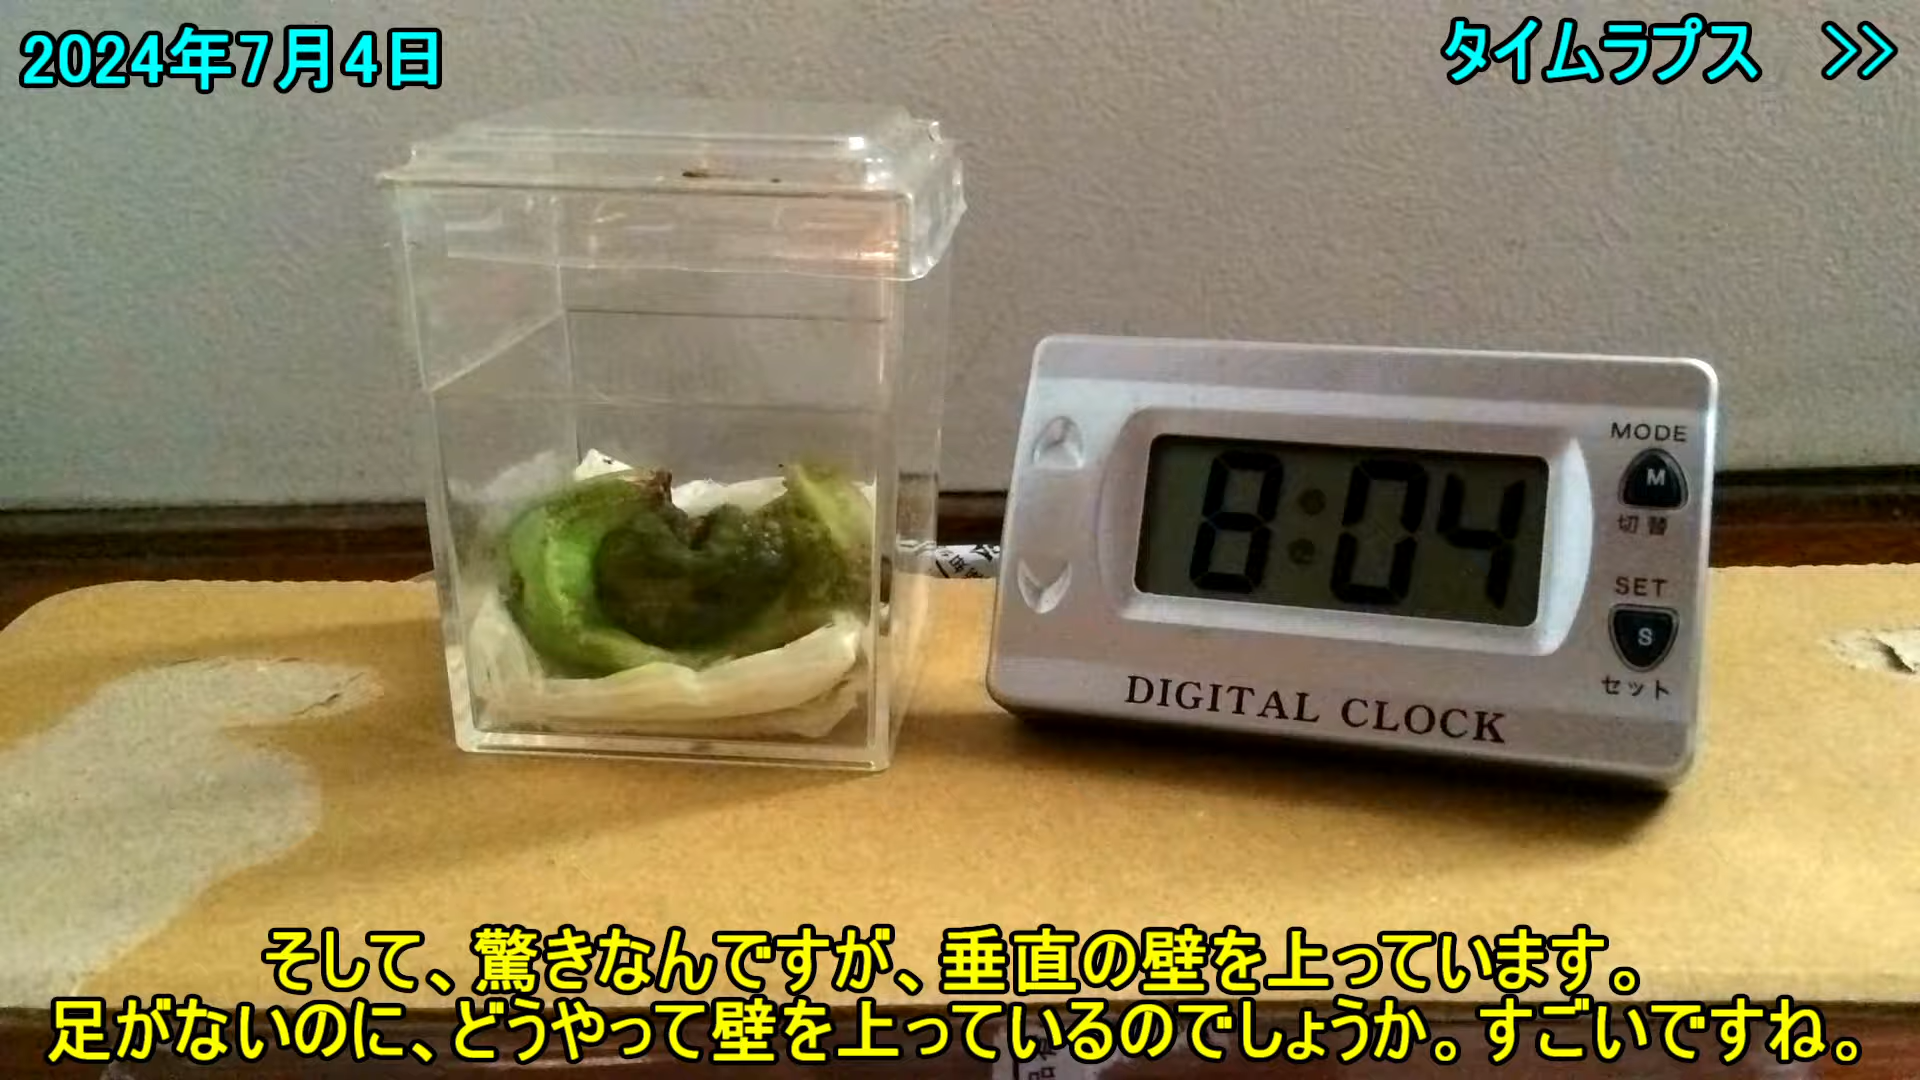 2024年7月4日
タイムラプス >>
MODE
M
切替
8:04
SET
S
セット
DIGITAL CLOCK
そして、驚きなんですが、垂直の壁を上っています。
足がないのに、どうやって壁を上っているのでしょうか。すごいですね。